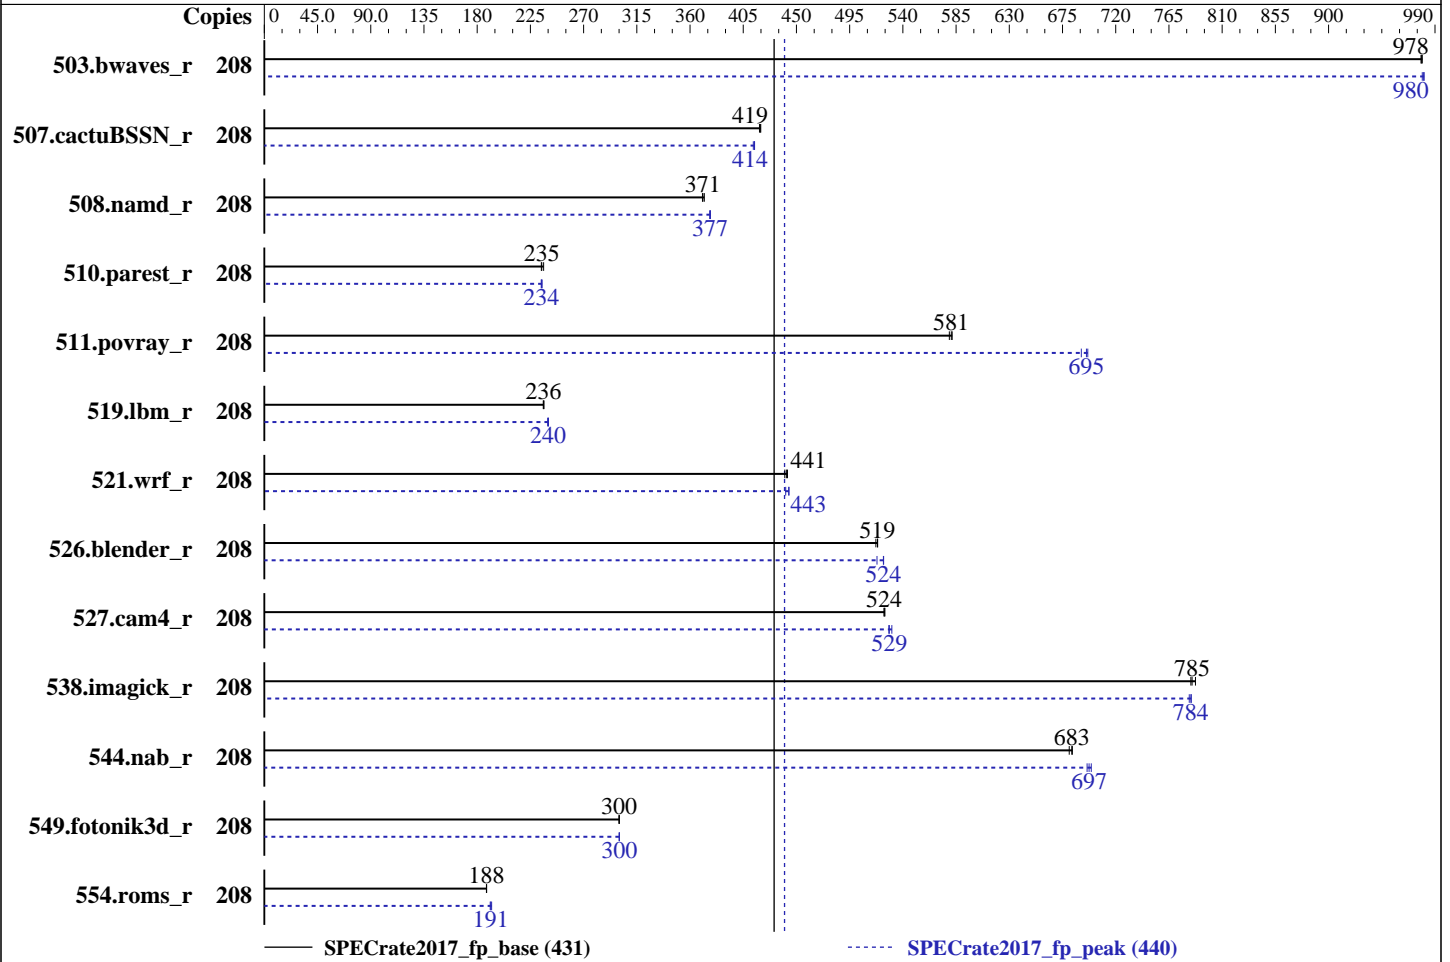 Copies 0 45.0 90.0 135 180 225 270 315 360 405 450 495 540 585 630 675 720 765 810 855 900 990
503.bwaves_r 208 978
980
507.cactuBSSN_r 208 419
414
508.namd_r 208 371
377
510.parest_r 208 235
234
511.povray_r 208 581
695
519.lbm_r 208 236
240
521.wrf_r 208 441
443
526.blender_r 208 519
524
527.cam4_r 208 524
529
538.imagick_r 208 785
784
544.nab_r 208 683
697
549.fotonik3d_r 208 300
300
554.roms_r 208 188
191
SPECrate2017_fp_base (431) SPECrate2017_fp_peak (440)